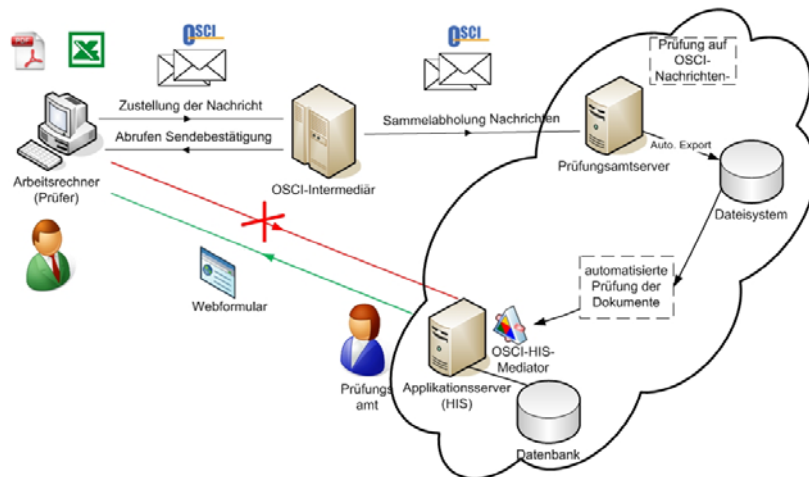 PDF
OSCI
OSCI
Prüfung auf
OSCI-
Nachrichten-
Zustellung der Nachricht
Abrufen Sendebestätigung
Sammelabholung Nachrichten
Auto. Export
Arbeitsrechner
(Prüfer)
OSCI-Intermediär
Prüfungsamtserver
Dateisystem
automatisierte
Prüfung der
Dokumente
Webformular
OSCI-HIS-
Mediator
Prüfungs
amt
Applikationsserver
(HIS)
Datenbank